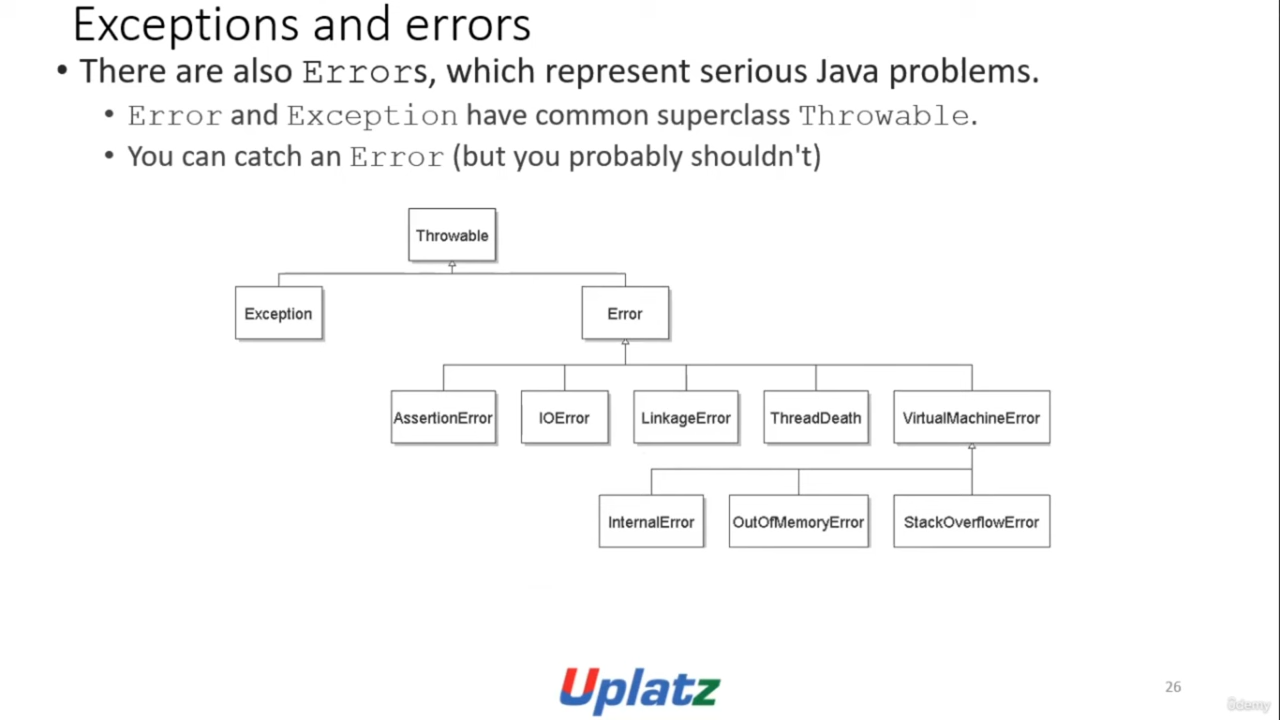 Exceptions and errors
• There are also Errors, which represent serious Java problems.
• Error and Exception have common superclass Throwable.
• You can catch an Error (but you probably shouldn't)
Throwable
Exception
Error
AssertionError
IOError
LinkageError
ThreadDeath
VirtualMachineError
InternalError
OutOfMemoryError
StackOverflowError
Uplatz
26
ûdemy